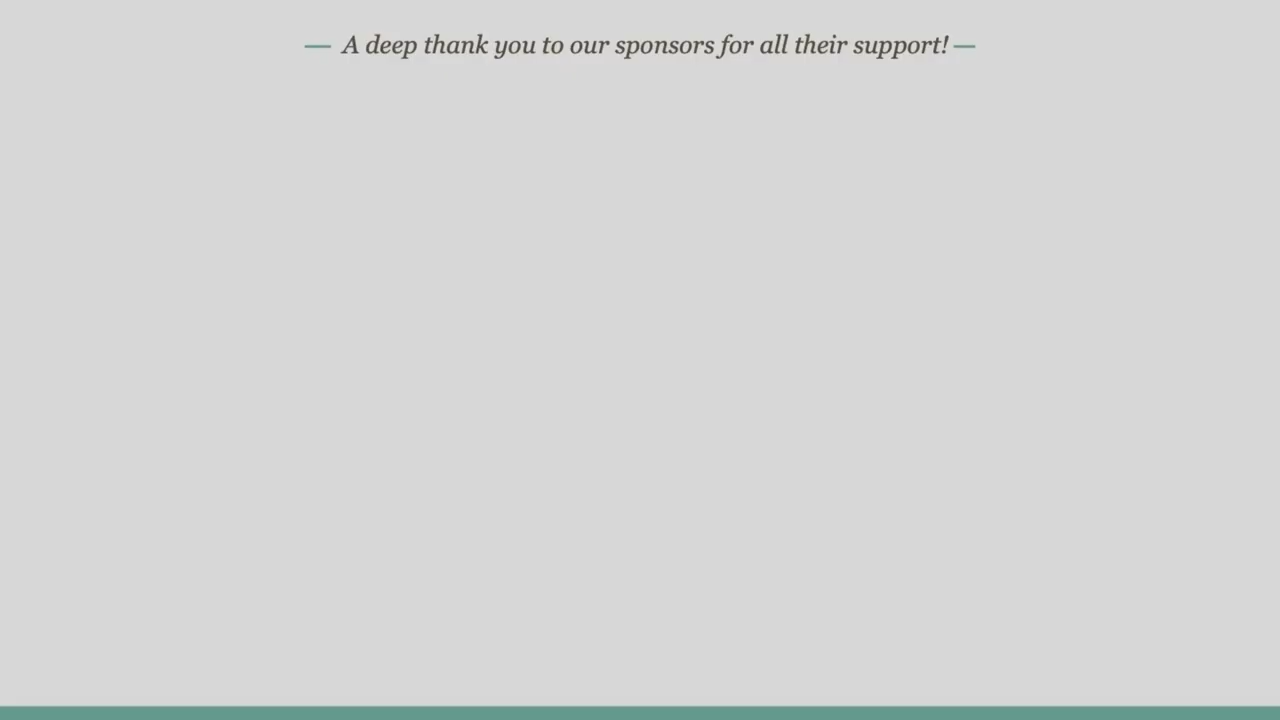 — A deep thank you to our sponsors for all their support! —